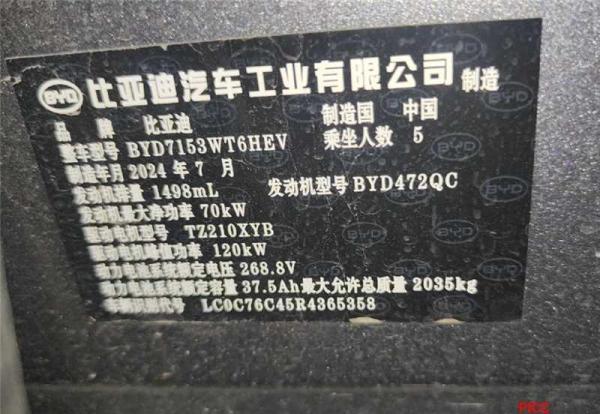 BYD 比亚迪汽车工业有限公司 制造
品牌 比亚迪 制造国 中国
整车型号 BYD7153WT6HEV 乘坐人数 5
制造年月 2024 年 7 月
发动机排量 1498mL 发动机型号 BYD472QC
发动机最大净功率 70kW
驱动电机型号 TZ210XYB
驱动电机峰值功率 120kW
动力电池系统额定电压 268.8V
动力电池系统额定容量 37.5Ah 最大允许总质量 2035kg
车辆识别代号 LC0C76C45R4365358